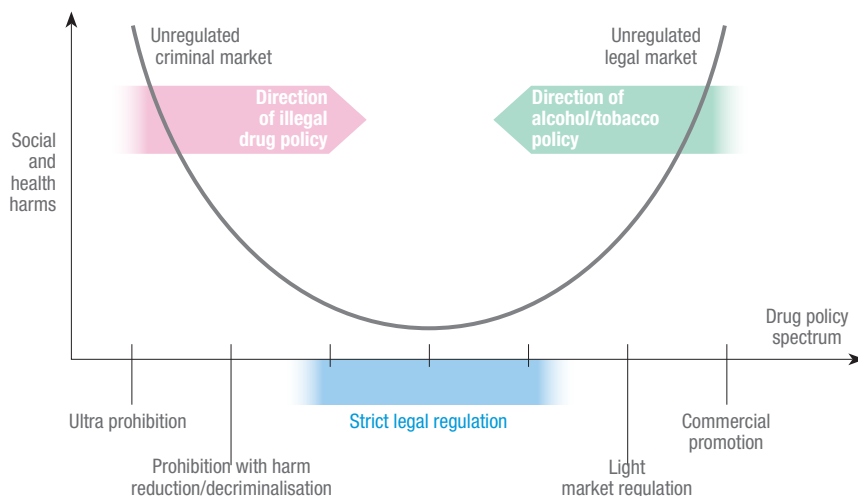 Unregulated
criminal market
Unregulated
legal market
Direction
of illegal
drug policy
Direction of
alcohol/tobacco
policy
Social
and
health
harms
Drug policy
spectrum
Ultra prohibition
Strict legal regulation
Commercial
promotion
Prohibition with harm
reduction/decriminalisation
Light
market regulation